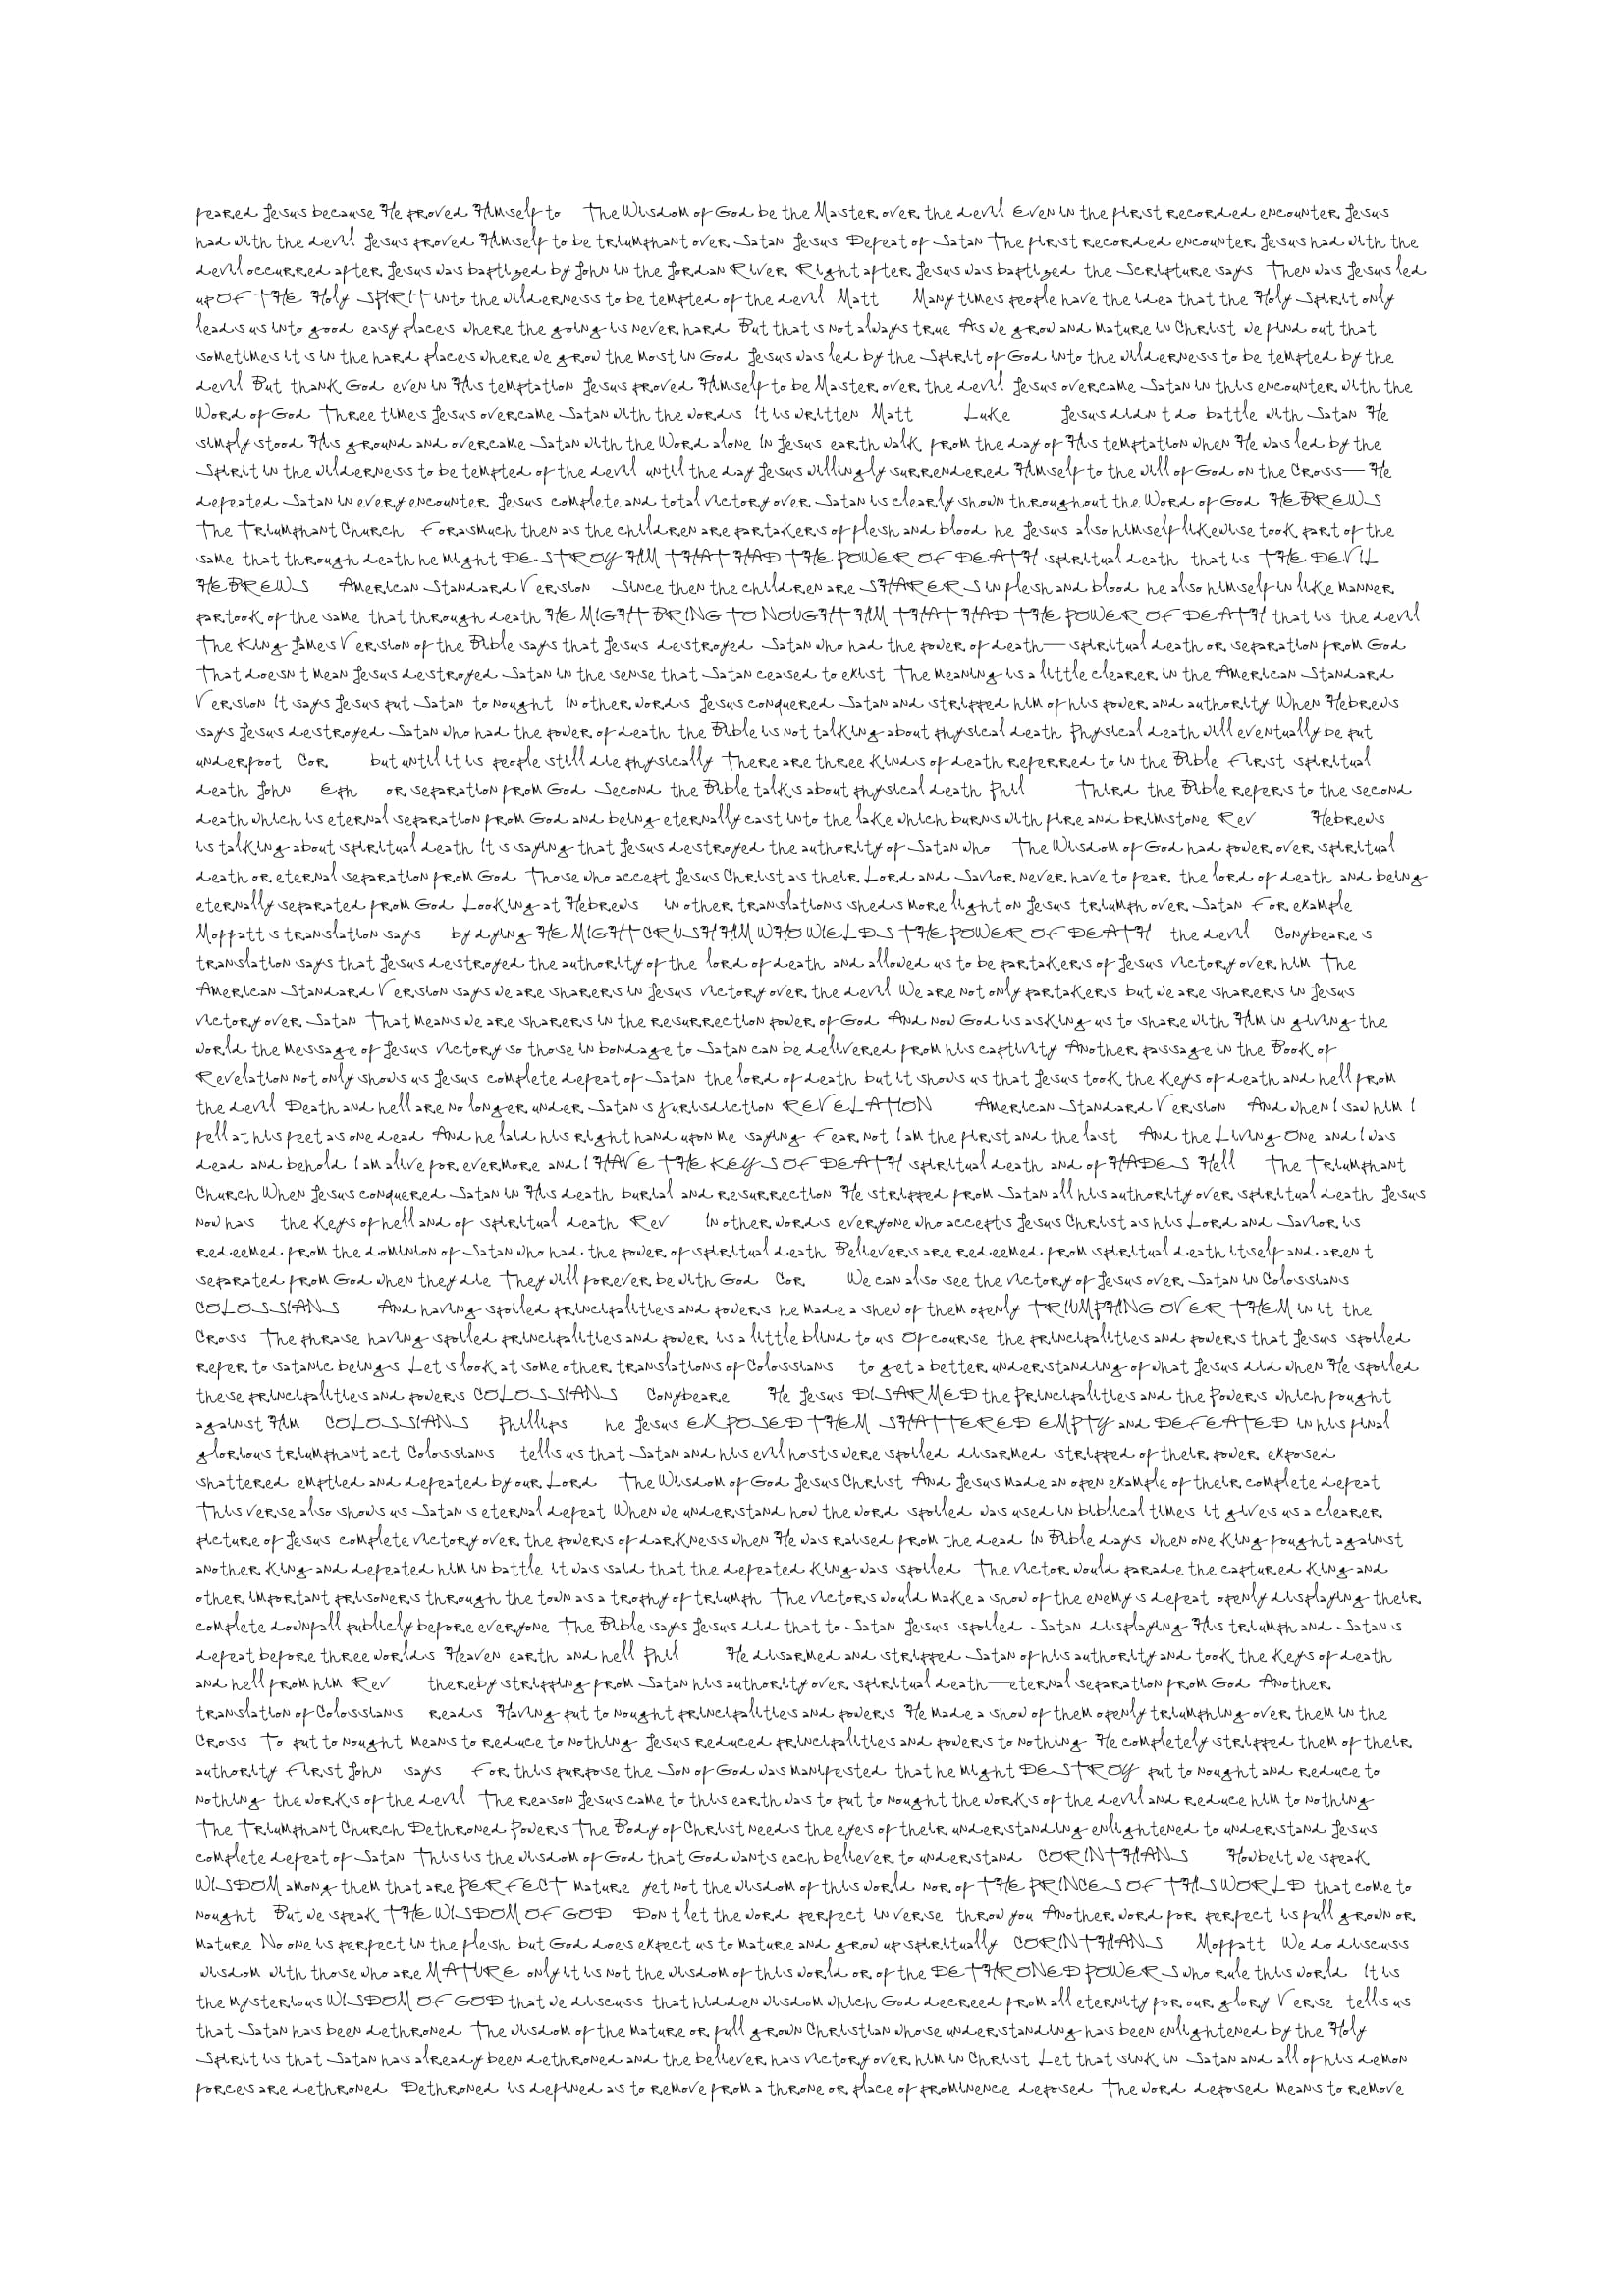 feared Jesus because He proved Himself to The Wisdom of God be the Master over the devil Even in the first recorded encounter Jesus
had with the devil Jesus proved Himself to be triumphant over Satan Jesus Defeat of Satan The first recorded encounter Jesus had with the
devil occurred after Jesus was baptized by John in the Jordan River Right after Jesus was baptized the Scripture says Then was Jesus led
up OF THE Holy SPIRIT into the wilderness to be tempted of the devil Matt Many times people have the idea that the Holy Spirit only
leads us into good easy places where the going is never hard But that is not always true As we grow and mature in Christ we find out that
sometimes it s in the hard places where we grow the most in God Jesus was led by the Spirit of God into the wilderness to be tempted by the
devil But thank God even in His temptation Jesus proved Himself to be Master over the devil Jesus overcame Satan in this encounter with the
Word of God Three times Jesus overcame Satan with the words It is written Matt Luke Jesus didn t do battle with Satan He
simply stood His ground and overcame Satan with the Word alone In Jesus earth walk from the day of His temptation when He was led by the
Spirit in the wilderness to be tempted of the devil until the day Jesus willingly surrendered Himself to the will of God on the Cross— He
defeated Satan in every encounter Jesus complete and total victory over Satan is clearly shown throughout the Word of God HEBREWS
The Triumphant Church Forasmuch then as the children are partakers of flesh and blood he Jesus also himself likewise took part of the
same that through death he might DESTROY HIM THAT HAD THE POWER OF DEATH spiritual death that is THE DEVIL
HEBREWS American Standard Version Since then the children are SHARERS in flesh and blood he also himself in like manner
partook of the same that through death HE MIGHT BRING TO NOUGHT HIM THAT HAD THE POWER OF DEATH that is the devil
The King James Version of the Bible says that Jesus destroyed Satan who had the power of death— spiritual death or separation from God
That doesn t mean Jesus destroyed Satan in the sense that Satan ceased to exist The meaning is a little clearer in the American Standard
Version It says Jesus put Satan to nought In other words Jesus conquered Satan and stripped him of his power and authority When Hebrews
says Jesus destroyed Satan who had the power of death the Bible is not talking about physical death Physical death will eventually be put
underfoot Cor but until it is people still die physically There are three kinds of death referred to in the Bible First spiritual
death John Eph or separation from God Second the Bible talks about physical death Phil Third the Bible refers to the second
death which is eternal separation from God and being eternally cast into the lake which burns with fire and brimstone Rev Hebrews
is talking about spiritual death It is saying that Jesus destroyed the authority of Satan who The Wisdom of God had power over spiritual
death or eternal separation from God Those who accept Jesus Christ as their Lord and Savior never have to fear the lord of death and being
eternally separated from God Looking at Hebrews in other translations sheds more light on Jesus triumph over Satan For example
Moffatt s translation says by dying HE MIGHT CRUSH HIM WHO WIELDS THE POWER OF DEATH the devil Conybeare s
translation says that Jesus destroyed the authority of the lord of death and allowed us to be partakers of Jesus victory over him The
American Standard Version says we are sharers in Jesus victory over the devil We are not only partakers but we are sharers in Jesus
victory over Satan That means we are sharers in the resurrection power of God And now God is asking us to share with Him in giving the
world the message of Jesus victory so those in bondage to Satan can be delivered from his captivity Another passage in the Book of
Revelation not only shows us Jesus complete defeat of Satan the lord of death but it shows us that Jesus took the keys of death and hell from
the devil Death and hell are no longer under Satan s jurisdiction REVELATION American Standard Version And when I saw him I
fell at his feet as one dead And he laid his right hand upon me saying Fear not I am the first and the last And the Living One and I was
dead and behold I am alive for evermore and I HAVE THE KEYS OF DEATH spiritual death and of HADES Hell The Triumphant
Church When Jesus conquered Satan in His death burial and resurrection He stripped from Satan all his authority over spiritual death Jesus
now has the keys of hell and of spiritual death Rev In other words everyone who accepts Jesus Christ as his Lord and Savior is
redeemed from the dominion of Satan who had the power of spiritual death Believers are redeemed from spiritual death itself and aren t
separated from God when they die They will forever be with God Cor We can also see the victory of Jesus over Satan in Colossians
COLOSSIANS And having spoiled principalities and powers he made a shew of them openly TRIUMPHING OVER THEM in it the
Cross The phrase having spoiled principalities and power is a little blind to us Of course the principalities and powers that Jesus spoiled
refer to satanic beings Let s look at some other translations of Colossians to get a better understanding of what Jesus did when He spoiled
these principalities and powers COLOSSIANS Conybeare He Jesus DISARMED the Principalities and the Powers which fought
against Him COLOSSIANS Phillips he Jesus EXPOSED THEM SHATTERED EMPTY and DEFEATED in his final
glorious triumphant act Colossians tells us that Satan and his evil hosts were spoiled disarmed stripped of their power exposed
shattered emptied and defeated by our Lord The Wisdom of God Jesus Christ And Jesus made an open example of their complete defeat
This verse also shows us Satan s eternal defeat When we understand how the word spoiled was used in biblical times it gives us a clearer
picture of Jesus complete victory over the powers of darkness when He was raised from the dead In Bible days when one king fought against
another king and defeated him in battle it was said that the defeated king was spoiled The victor would parade the captured king and
other important prisoners through the town as a trophy of triumph The victors would make a show of the enemy s defeat openly displaying their
complete downfall publicly before everyone The Bible says Jesus did that to Satan Jesus spoiled Satan displaying His triumph and Satan s
defeat before three worlds Heaven earth and hell Phil He disarmed and stripped Satan of his authority and took the keys of death
and hell from him Rev thereby stripping from Satan his authority over spiritual death—eternal separation from God Another
translation of Colossians reads Having put to nought principalities and powers He made a show of them openly triumphing over them in the
Cross To put to nought means to reduce to nothing Jesus reduced principalities and powers to nothing He completely stripped them of their
authority First John says For this purpose the Son of God was manifested that he might DESTROY put to nought and reduce to
nothing the works of the devil The reason Jesus came to this earth was to put to nought the works of the devil and reduce him to nothing
The Triumphant Church Dethroned Powers The Body of Christ needs the eyes of their understanding enlightened to understand Jesus
complete defeat of Satan This is the wisdom of God that God wants each believer to understand CORINTHIANS Howbeit we speak
WISDOM among them that are PERFECT mature yet not the wisdom of this world nor of THE PRINCES OF THIS WORLD that come to
nought But we speak THE WISDOM OF GOD Don t let the word perfect in verse throw you Another word for perfect is full grown or
mature No one is perfect in the flesh but God does expect us to mature and grow up spiritually CORINTHIANS Moffatt We do discuss
wisdom with those who are MATURE only it is not the wisdom of this world or of the DETHRONED POWERS who rule this world It is
the mysterious WISDOM OF GOD that we discuss that hidden wisdom which God decreed from all eternity for our glory Verse tells us
that Satan has been dethroned The wisdom of the mature or full grown Christian whose understanding has been enlightened by the Holy
Spirit is that Satan has already been dethroned and the believer has victory over him in Christ Let that sink in Satan and all of his demon
forces are dethroned Dethroned is defined as to remove from a throne or place of prominence deposed The word deposed means to remove